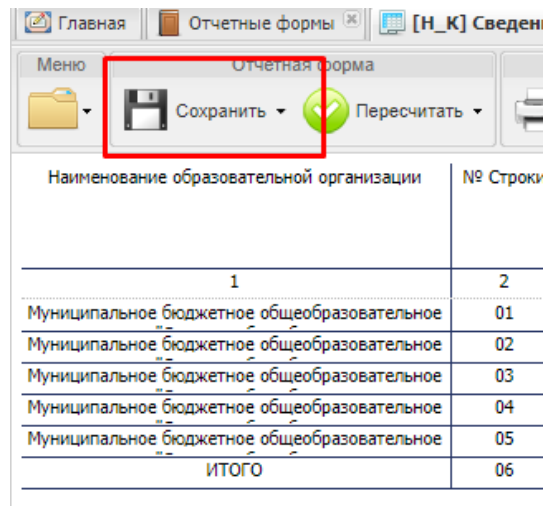 Главная Отчетные формы [Н_К] Сведен
Меню Отчетная форма
Сохранить Пересчитать
Наименование образовательной организации № Строки
1 2
Муниципальное бюджетное общеобразовательное 01
Муниципальное бюджетное общеобразовательное 02
Муниципальное бюджетное общеобразовательное 03
Муниципальное бюджетное общеобразовательное 04
Муниципальное бюджетное общеобразовательное 05
ИТОГО 06